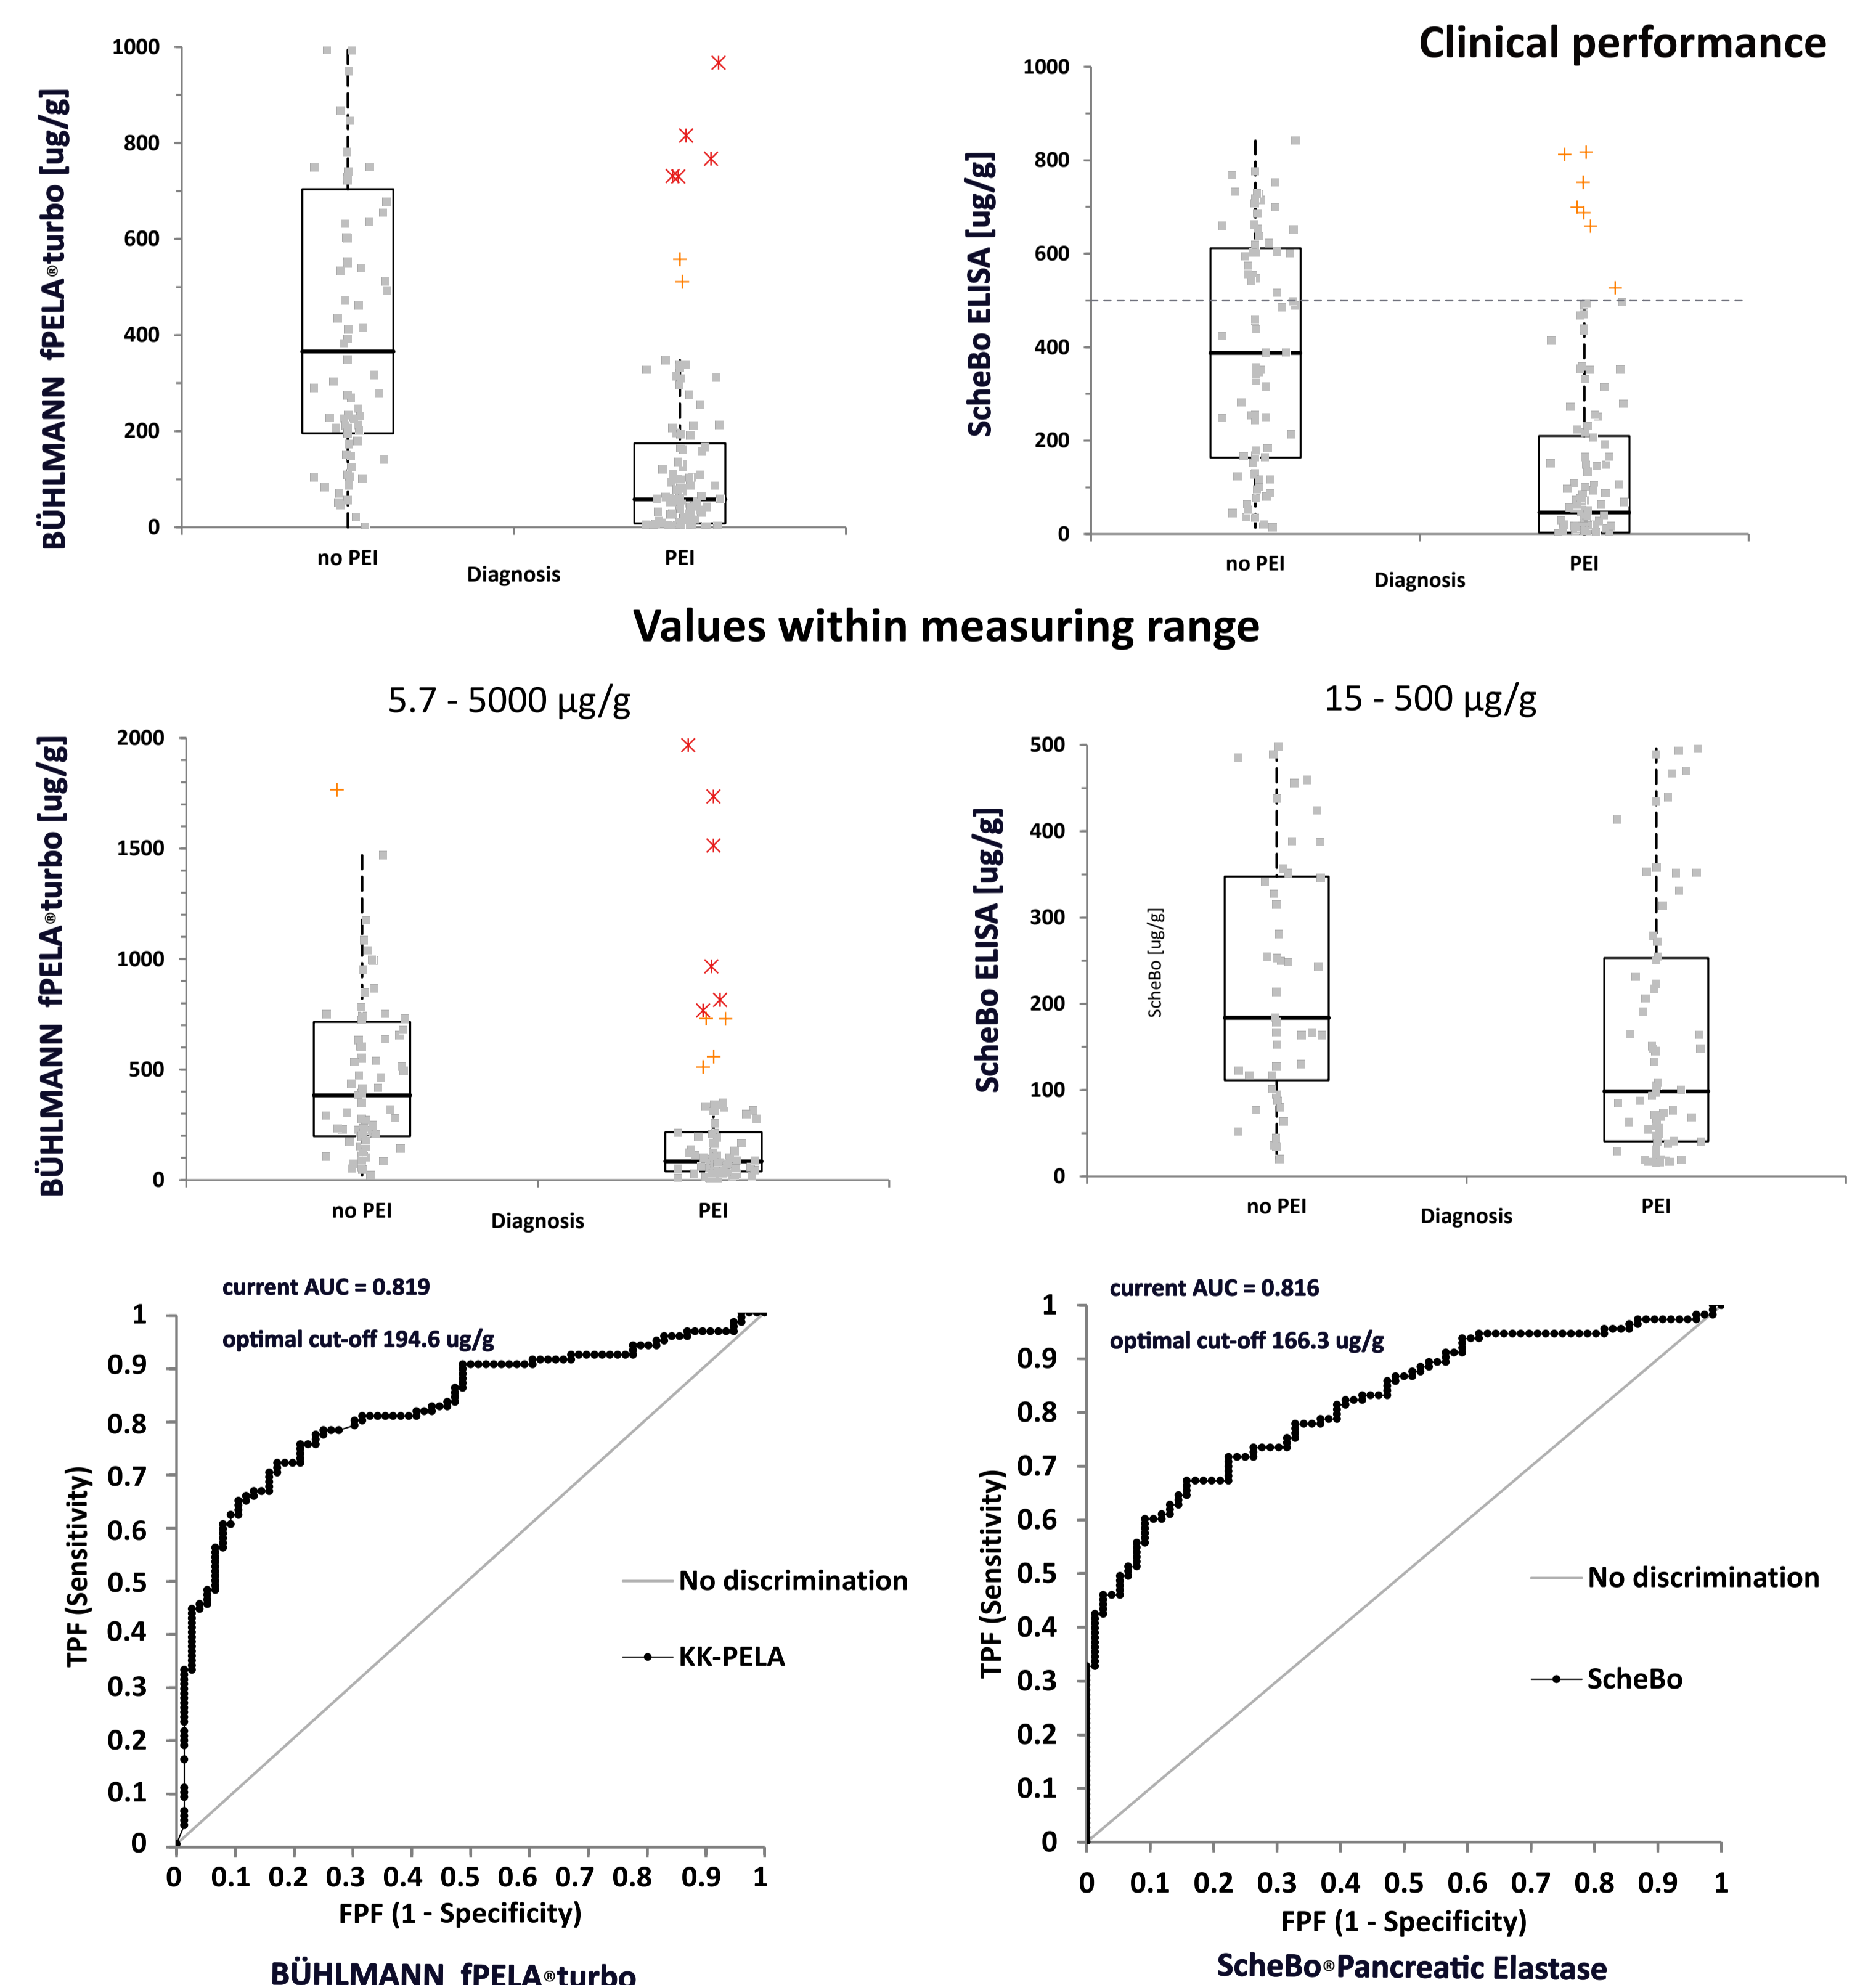 Clinical performance
BÜHLMANN fPELA®turbo [ug/g]
1000
800
600
400
200
0
no PEI
PEI
Diagnosis
ScheBo ELISA [ug/g]
1000
800
600
400
200
0
no PEI
PEI
Diagnosis
Values within measuring range
5.7 - 5000 µg/g
15 - 500 µg/g
BÜHLMANN fPELA®turbo [ug/g]
2000
1500
1000
500
0
no PEI
PEI
Diagnosis
ScheBo ELISA [ug/g]
ScheBo [ug/g]
500
400
300
200
100
0
no PEI
PEI
Diagnosis
current AUC = 0.819
optimal cut-off 194.6 ug/g
TPF (Sensitivity)
1
0.9
0.8
0.7
0.6
0.5
0.4
0.3
0.2
0.1
0
No discrimination
KK-PELA
0 0.1 0.2 0.3 0.4 0.5 0.6 0.7 0.8 0.9 1
FPF (1 - Specificity)
BÜHLMANN fPELA®turbo
current AUC = 0.816
optimal cut-off 166.3 ug/g
TPF (Sensitivity)
1
0.9
0.8
0.7
0.6
0.5
0.4
0.3
0.2
0.1
0
No discrimination
ScheBo
0 0.1 0.2 0.3 0.4 0.5 0.6 0.7 0.8 0.9 1
FPF (1 - Specificity)
ScheBo®Pancreatic Elastase